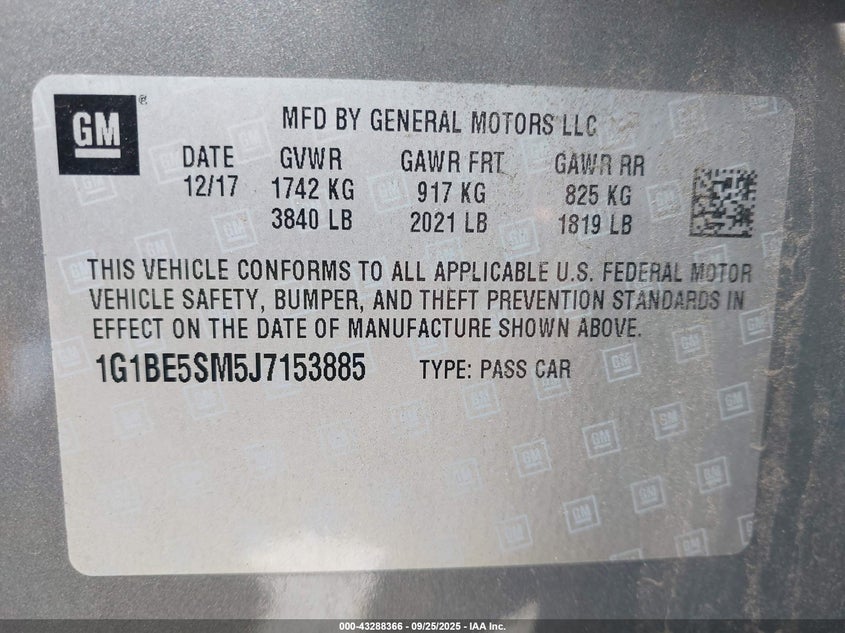 GM ®
MFD BY GENERAL MOTORS LLC
DATE GVWR GAWR FRT GAWR RR
12/17 1742 KG 917 KG 825 KG
3840 LB 2021 LB 1819 LB
THIS VEHICLE CONFORMS TO ALL APPLICABLE U.S. FEDERAL MOTOR
VEHICLE SAFETY, BUMPER, AND THEFT PREVENTION STANDARDS IN
EFFECT ON THE DATE OF MANUFACTURE SHOWN ABOVE.
1G1BE5SM5J7153885 TYPE: PASS CAR
000-43288366 - 09/25/2025 - IAA Inc.